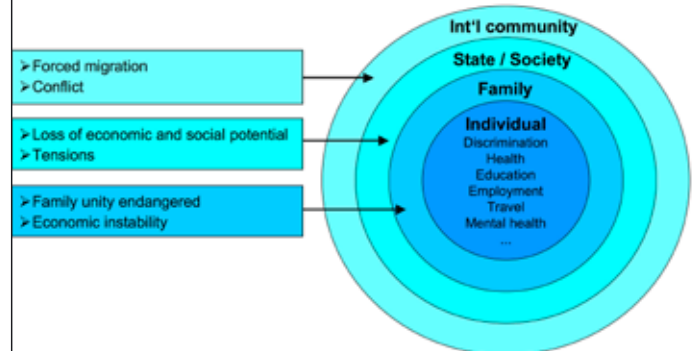 Int'l community
State / Society
Family
Individual
Discrimination
Health
Education
Employment
Travel
Mental health
...
➢Forced migration
➢Conflict
➢Loss of economic and social potential
➢Tensions
➢Family unity endangered
➢Economic instability